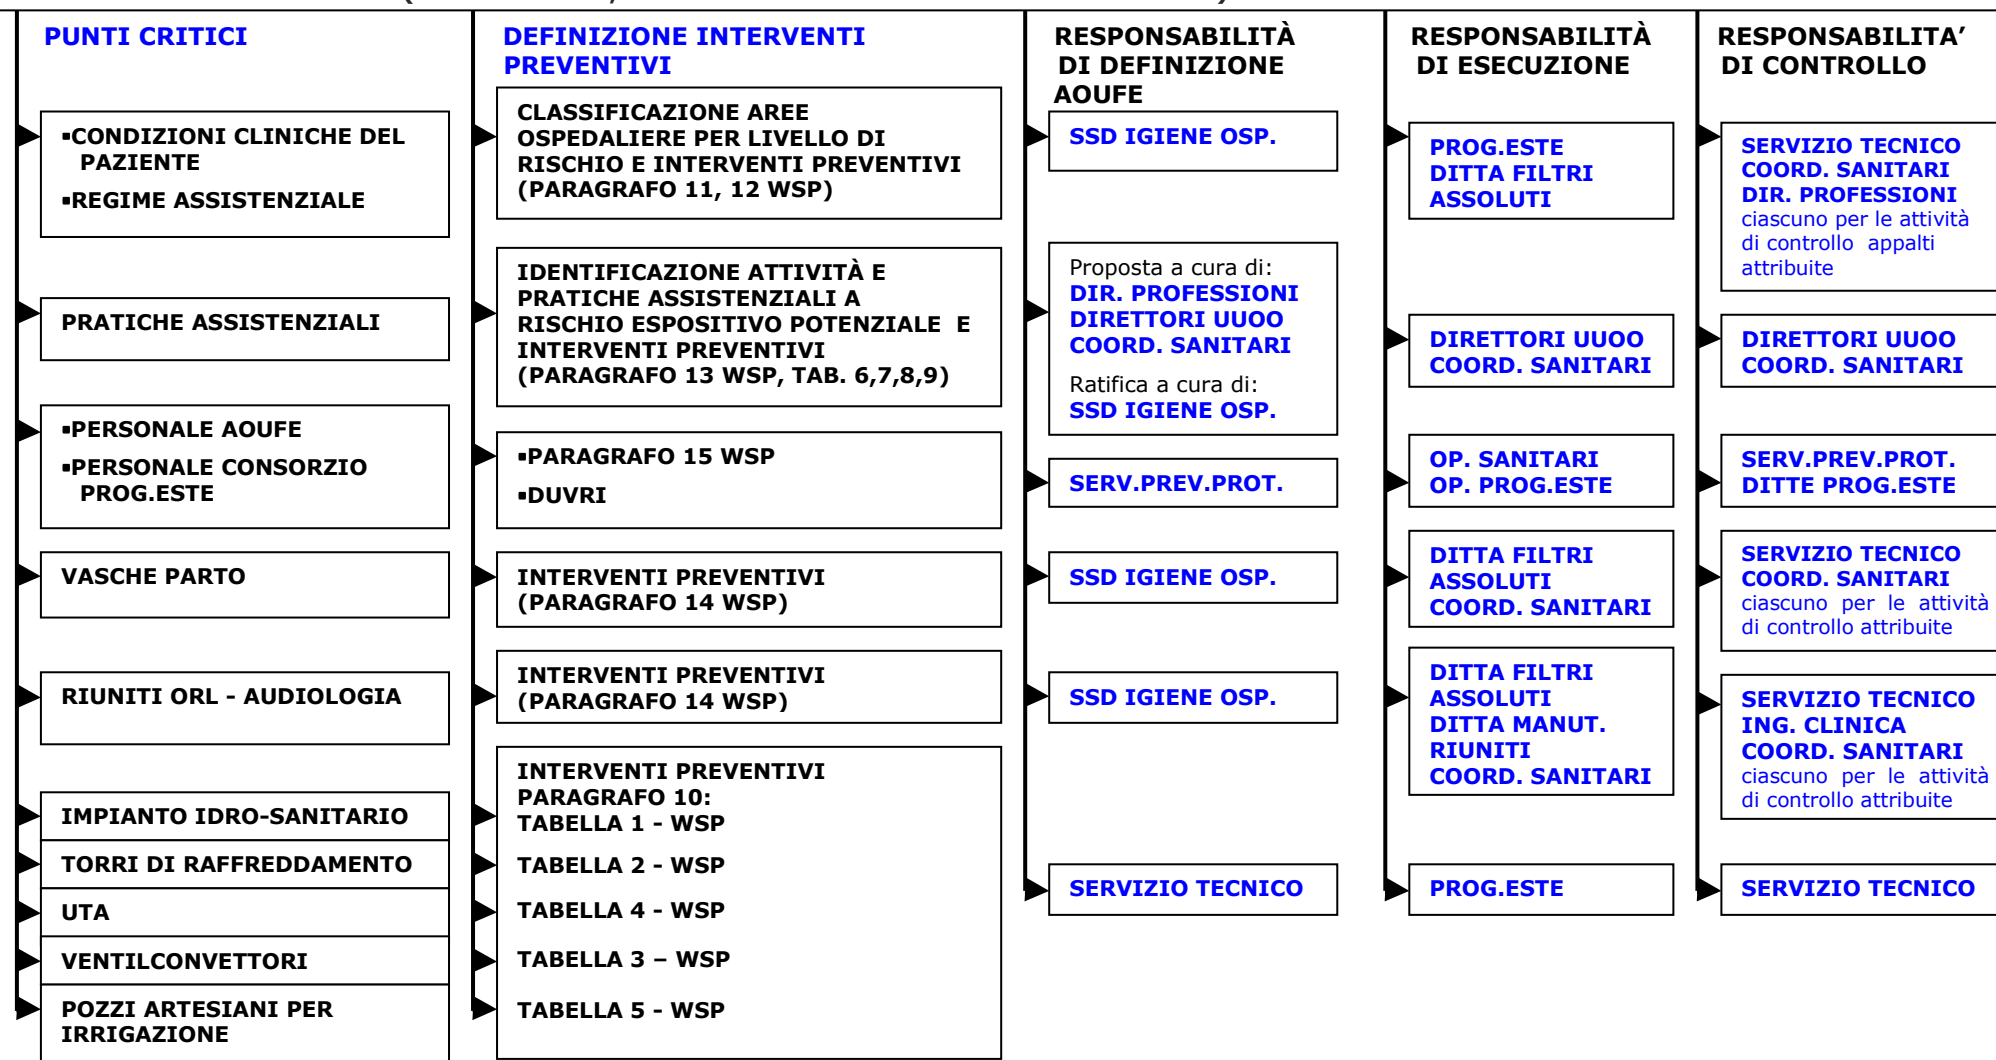 PUNTI CRITICI
▪CONDIZIONI CLINICHE DEL
PAZIENTE
▪REGIME ASSISTENZIALE
PRATICHE ASSISTENZIALI
▪PERSONALE AOUFE
▪PERSONALE CONSORZIO
PROG.ESTE
VASCHE PARTO
RIUNITI ORL - AUDIOLOGIA
IMPIANTO IDRO-SANITARIO
TORRI DI RAFFREDDAMENTO
UTA
VENTILCONVETTORI
POZZI ARTESIANI PER
IRRIGAZIONE
DEFINIZIONE INTERVENTI
PREVENTIVI
CLASSIFICAZIONE AREE
OSPEDALIERE PER LIVELLO DI
RISCHIO E INTERVENTI PREVENTIVI
(PARAGRAFO 11, 12 WSP)
IDENTIFICAZIONE ATTIVITÀ E
PRATICHE ASSISTENZIALI A
RISCHIO ESPOSITIVO POTENZIALE E
INTERVENTI PREVENTIVI
(PARAGRAFO 13 WSP, TAB. 6,7,8,9)
▪PARAGRAFO 15 WSP
▪DUVRI
INTERVENTI PREVENTIVI
(PARAGRAFO 14 WSP)
INTERVENTI PREVENTIVI
(PARAGRAFO 14 WSP)
INTERVENTI PREVENTIVI
PARAGRAFO 10:
TABELLA 1 - WSP
TABELLA 2 - WSP
TABELLA 4 - WSP
TABELLA 3 – WSP
TABELLA 5 - WSP
RESPONSABILITÀ
DI DEFINIZIONE
AOUFE
SSD IGIENE OSP.
Proposta a cura di:
DIR. PROFESSIONI
DIRETTORI UUOO
COORD. SANITARI
Ratifica a cura di:
SSD IGIENE OSP.
SERV.PREV.PROT.
SSD IGIENE OSP.
SSD IGIENE OSP.
SERVIZIO TECNICO
RESPONSABILITÀ
DI ESECUZIONE
PROG.ESTE
DITTA FILTRI
ASSOLUTI
DIRETTORI UUOO
COORD. SANITARI
OP. SANITARI
OP. PROG.ESTE
DITTA FILTRI
ASSOLUTI
COORD. SANITARI
DITTA FILTRI
ASSOLUTI
DITTA MANUT.
RIUNITI
COORD. SANITARI
PROG.ESTE
RESPONSABILITA’
DI CONTROLLO
SERVIZIO TECNICO
COORD. SANITARI
DIR. PROFESSIONI
ciascuno per le attività
di controllo appalti
attribuite
DIRETTORI UUOO
COORD. SANITARI
SERV.PREV.PROT.
DITTE PROG.ESTE
SERVIZIO TECNICO
COORD. SANITARI
ciascuno per le attività
di controllo attribuite
SERVIZIO TECNICO
ING. CLINICA
COORD. SANITARI
ciascuno per le attività
di controllo attribuite
SERVIZIO TECNICO